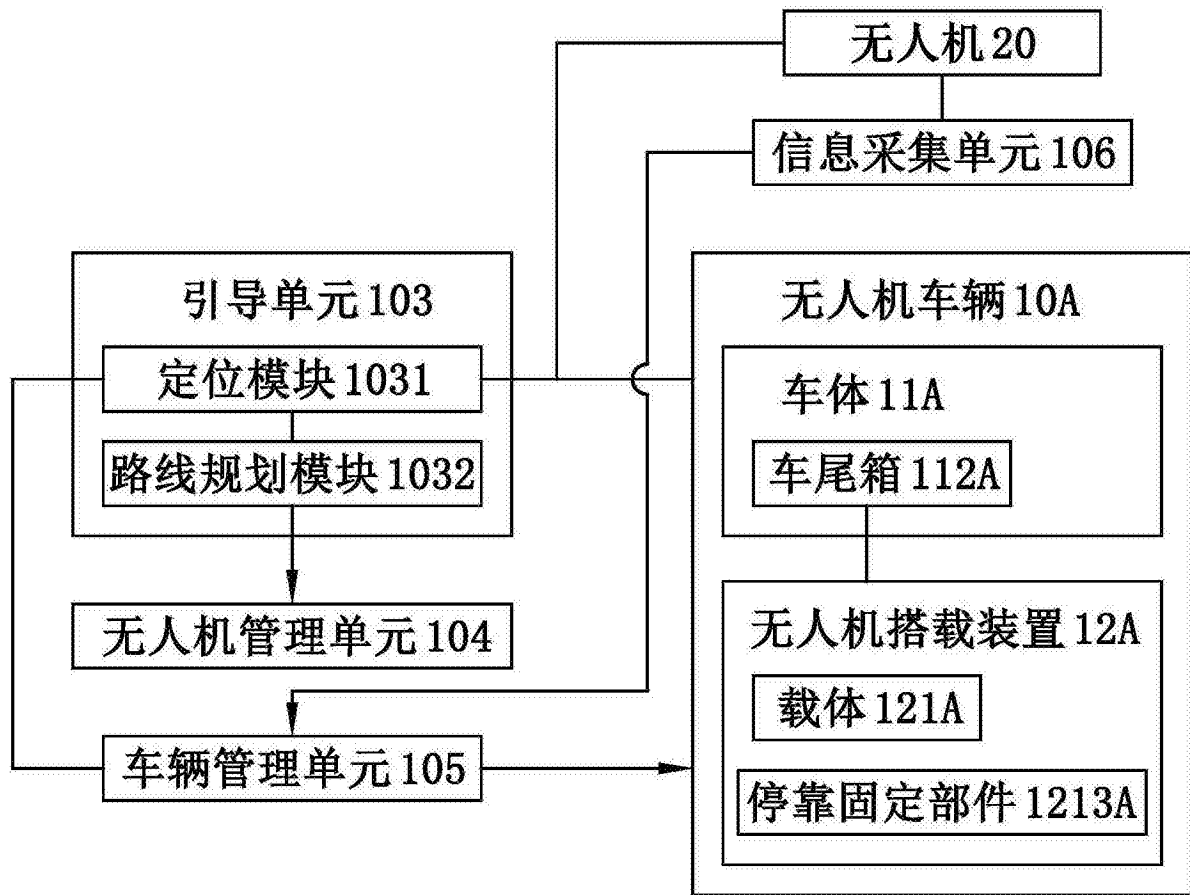 无人机20
信息采集单元106
引导单元103
定位模块1031
路线规划模块1032
无人机管理单元104
车辆管理单元105
无人机车辆10A
车体11A
车尾箱112A
无人机搭载装置12A
载体121A
停靠固定部件1213A